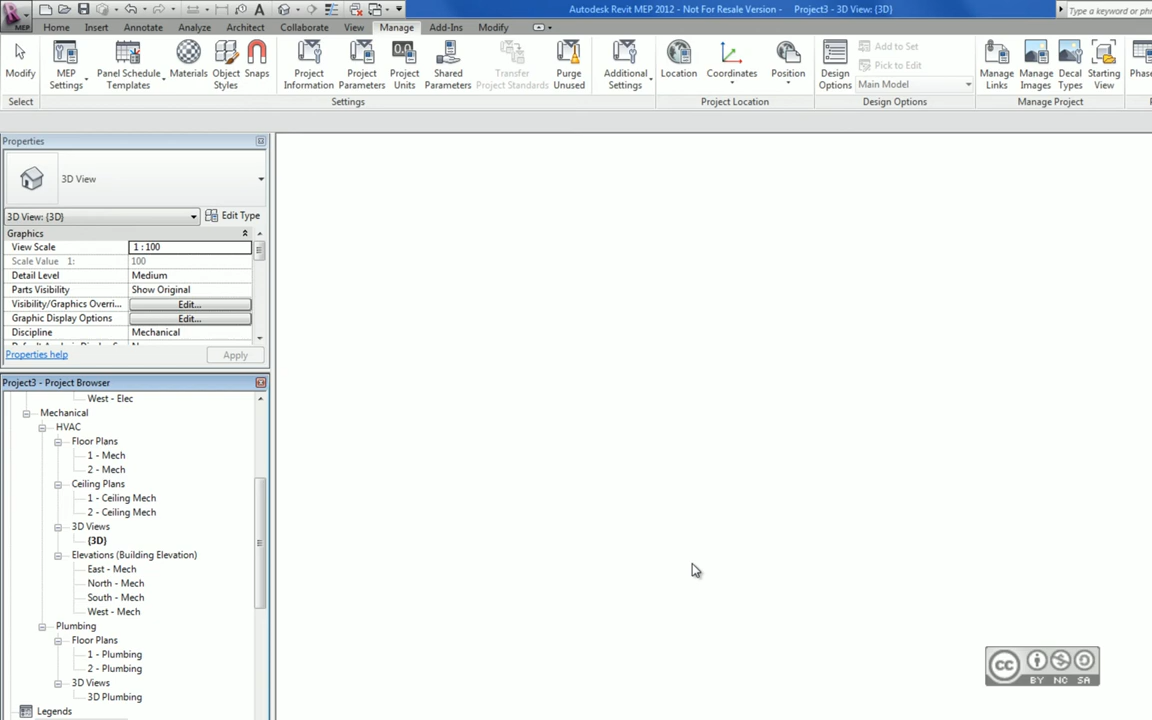 Autodesk Revit MEP 2012 - Not For Resale Version - Project3 - 3D View: {3D}
Type a keyword or phr
MEP
Home Insert Annotate Analyze Architect Collaborate View Manage Add-Ins Modify
Modify
MEP Settings
Panel Schedule Templates
Materials
Object Styles
Snaps
Project Information
Project Parameters
Project Units
Shared Parameters
Transfer Project Standards
Purge Unused
Additional Settings
Location
Coordinates
Position
Design Options
Add to Set
Pick to Edit
Main Model
Manage Links
Manage Images
Decal Types
Starting View
Phase
Select
Settings
Project Location
Design Options
Manage Project
Properties
3D View
3D View: {3D}
Edit Type
Graphics
View Scale 1 : 100
Scale Value 1: 100
Detail Level Medium
Parts Visibility Show Original
Visibility/Graphics Overri... Edit...
Graphic Display Options Edit...
Discipline Mechanical
Properties help
Apply
Project3 - Project Browser
West - Elec
Mechanical
HVAC
Floor Plans
1 - Mech
2 - Mech
Ceiling Plans
1 - Ceiling Mech
2 - Ceiling Mech
3D Views
{3D}
Elevations (Building Elevation)
East - Mech
North - Mech
South - Mech
West - Mech
Plumbing
Floor Plans
1 - Plumbing
2 - Plumbing
3D Views
3D Plumbing
Legends
cc
BY NC SA